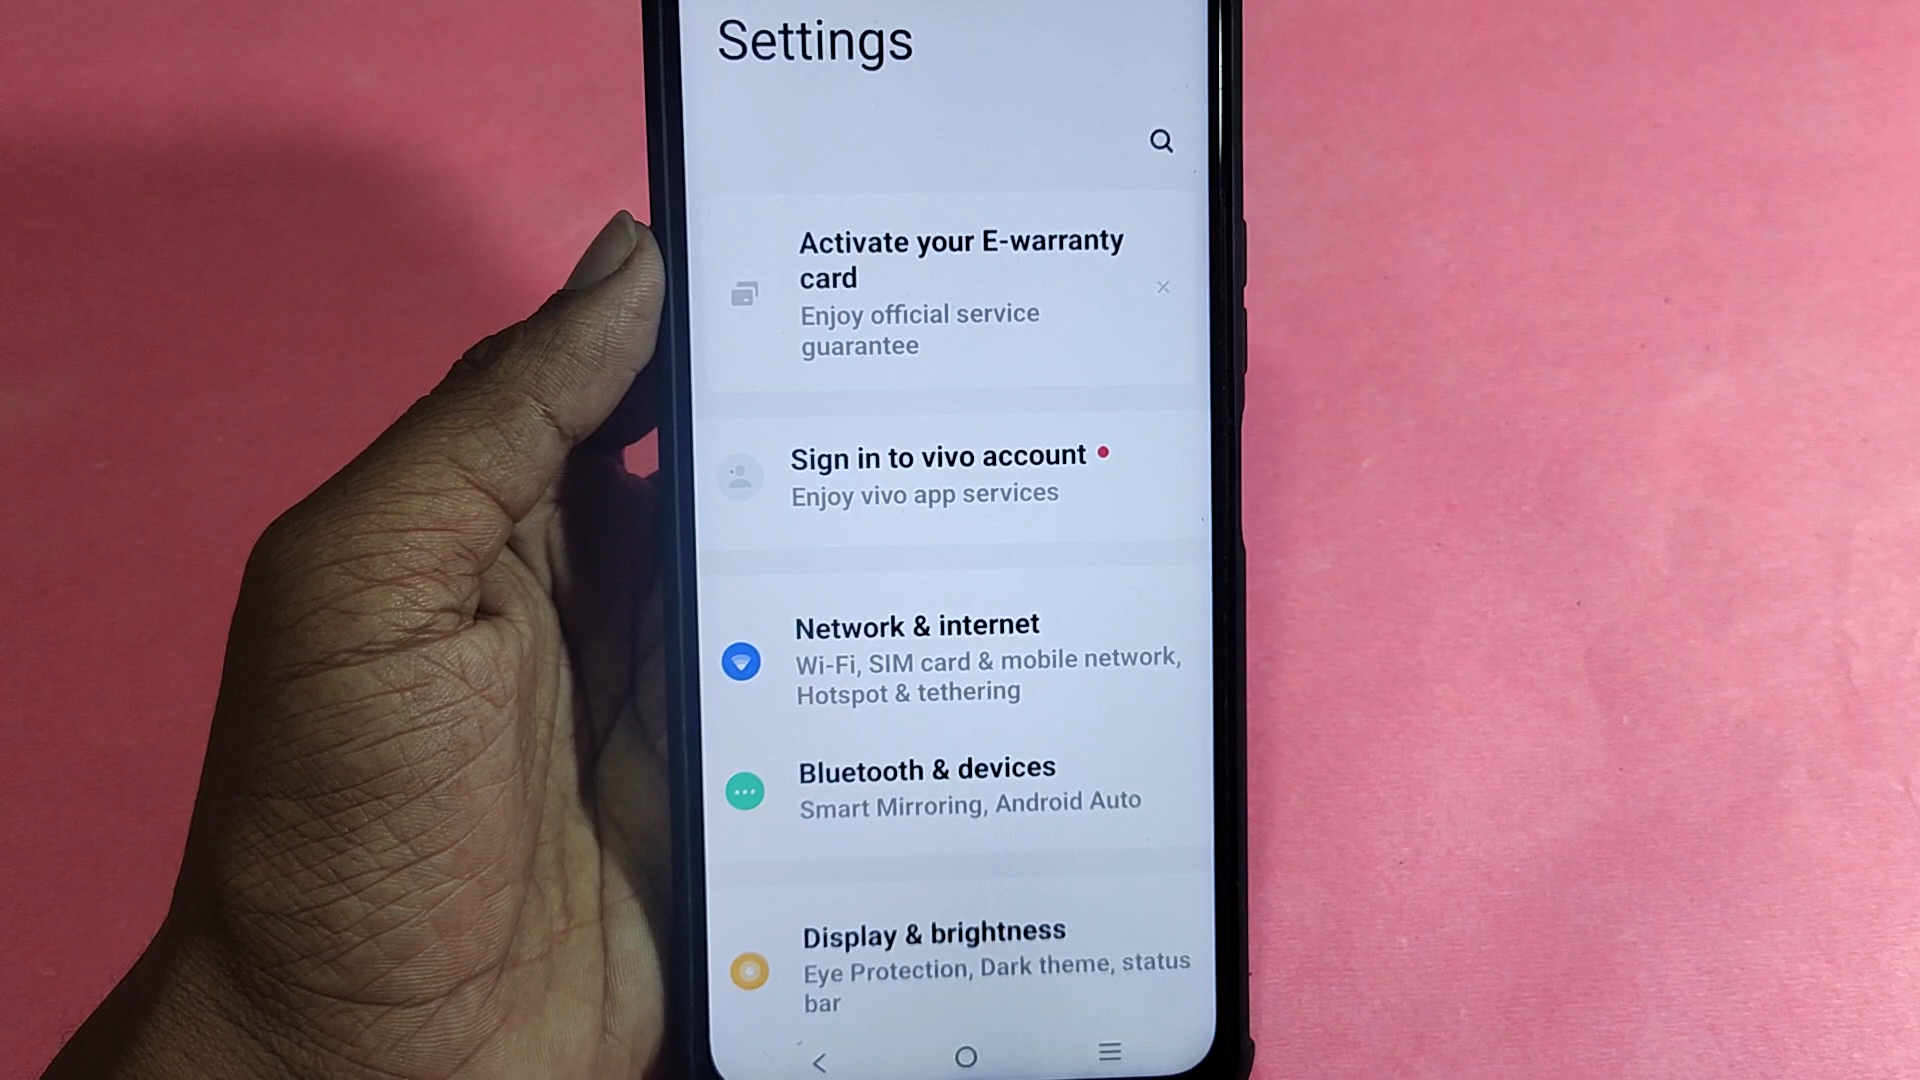 Settings
Activate your E-warranty
card
Enjoy official service
guarantee
Sign in to vivo account
Enjoy vivo app services
Network & internet
Wi-Fi, SIM card & mobile network,
Hotspot & tethering
Bluetooth & devices
Smart Mirroring, Android Auto
Display & brightness
Eye Protection, Dark theme, status
bar